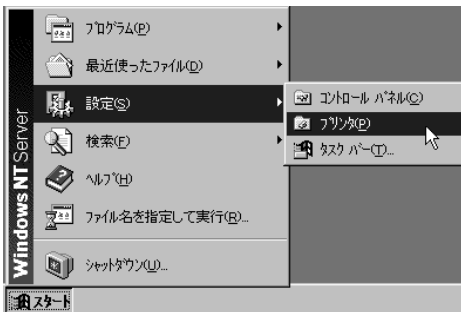 Windows NT Server
プログラム(P)
最近使ったファイル(D)
設定(S)
検索(F)
ヘルプ(H)
ファイル名を指定して実行(R)...
シャットダウン(U)...
コントロール パネル(C)
プリンタ(P)
タスク バー(T)...
スタート